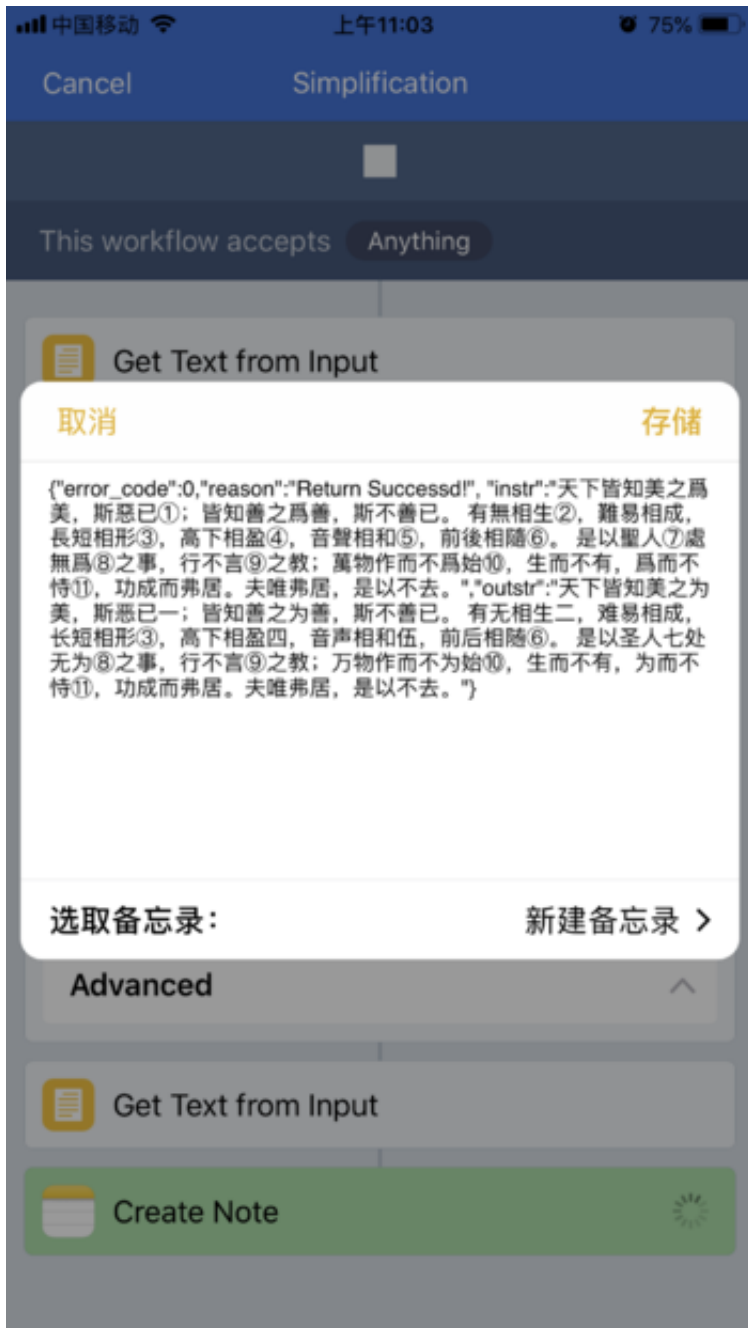 中国移动 上午11:03 75%
Cancel Simplification
This workflow accepts Anything
Get Text from Input
取消 存储
{"error_code":0,"reason":"Return Successd!", "instr":"天下皆知美之爲
美，斯惡已①；皆知善之爲善，斯不善已。 有無相生②，難易相成，
長短相形③，高下相盈④，音聲相和⑤，前後相隨⑥。 是以聖人⑦處
無爲⑧之事，行不言⑨之教；萬物作而不爲始⑩，生而不有，爲而不
恃⑪，功成而弗居。夫唯弗居，是以不去。","outstr":"天下皆知美之为
美，斯恶已一；皆知善之为善，斯不善已。 有无相生二，难易相成，
长短相形③，高下相盈四，音声相和伍，前后相随⑥。 是以圣人七处
无为⑧之事，行不言⑨之教；万物作而不为始⑩，生而不有，为而不
恃⑪，功成而弗居。夫唯弗居，是以不去。"}
选取备忘录： 新建备忘录 >
Advanced
Get Text from Input
Create Note